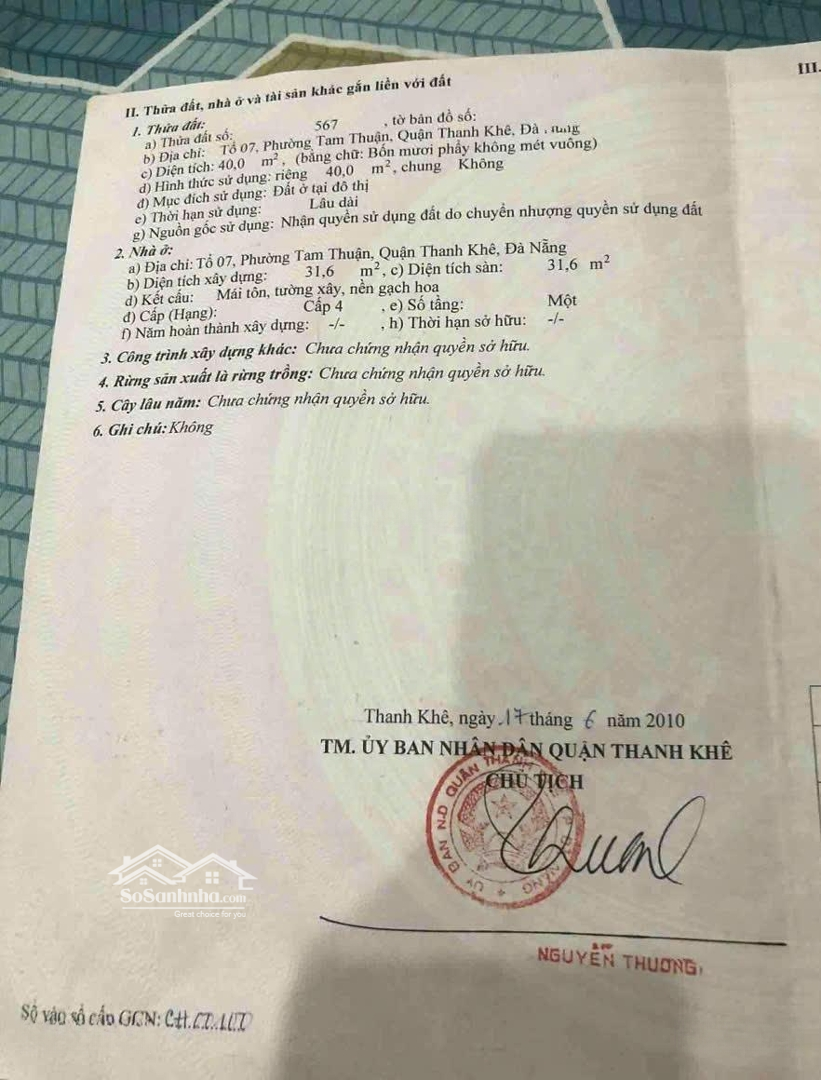 II. Thửa đất, nhà ở và tài sản khác gắn liền với đất
III.
1. Thửa đất:
a) Thửa đất số: 567 , tờ bản đồ số:
b) Địa chỉ: Tổ 07, Phường Tam Thuận, Quận Thanh Khê, Đà
c) Diện tích: 40,0 m², (bằng chữ: Bốn mươi phẩy không mét vuông)
d) Hình thức sử dụng: riêng 40,0 m², chung Không
đ) Mục đích sử dụng: Đất ở tại đô thị
e) Thời hạn sử dụng: Lâu dài
g) Nguồn gốc sử dụng: Nhận quyền sử dụng đất do chuyển nhượng quyền sử dụng đất
2. Nhà ở:
a) Địa chỉ: Tổ 07, Phường Tam Thuận, Quận Thanh Khê, Đà Nẵng
b) Diện tích xây dựng: 31,6 m², c) Diện tích sàn: 31,6 m²
d) Kết cấu: Mái tôn, tường xây, nền gạch hoa
đ) Cấp (Hạng): Cấp 4 , e) Số tầng: Một
f) Năm hoàn thành xây dựng: -/- , h) Thời hạn sở hữu: -/-
3. Công trình xây dựng khác: Chưa chứng nhận quyền sở hữu.
4. Rừng sản xuất là rừng trồng: Chưa chứng nhận quyền sở hữu.
5. Cây lâu năm: Chưa chứng nhận quyền sở hữu.
6. Ghi chú: Không
Thanh Khê, ngày 17 tháng 6 năm 2010
TM. ỦY BAN NHÂN DÂN QUẬN THANH KHÊ
CHỦ TỊCH
NGUYỄN THƯƠNG
SoSanhnha.com
Great choice for you
Số vào sổ cấp GCN: